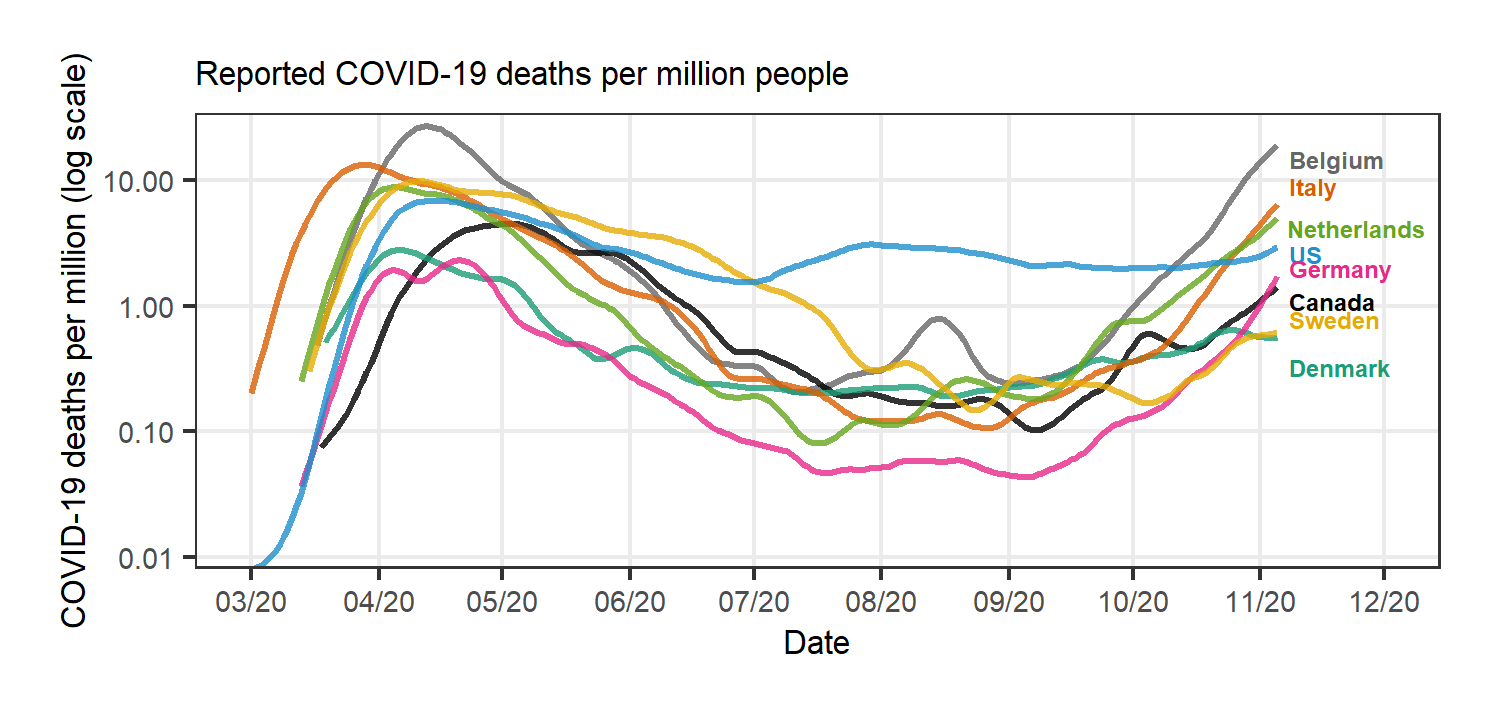 Reported COVID-19 deaths per million people
COVID-19 deaths per million (log scale)
10.00
1.00
0.10
0.01
Belgium
Italy
Netherlands
US
Germany
Canada
Sweden
Denmark
03/20 04/20 05/20 06/20 07/20 08/20 09/20 10/20 11/20 12/20
Date